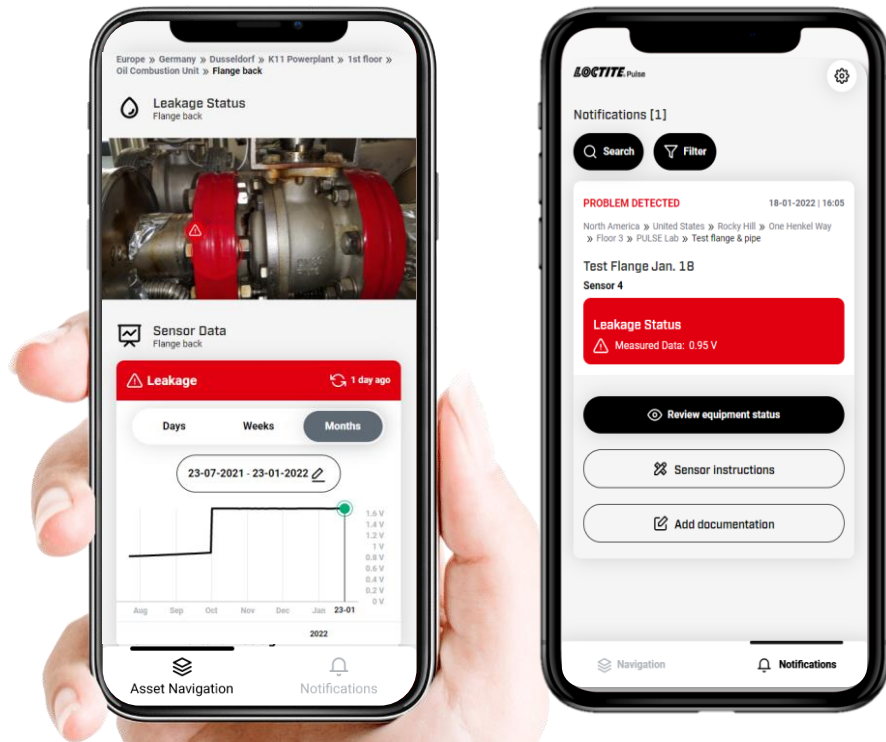 Europe » Germany » Dusseldorf » K11 Powerplant » 1st floor »
Oil Combustion Unit » Flange back
Leakage Status
Flange back
Sensor Data
Flange back
Leakage
1 day ago
Days Weeks Months
23-07-2021 - 23-01-2022
1.6 V
1.4 V
1.2 V
1 V
0.8 V
0.6 V
0.4 V
0.2 V
0 V
Aug Sep Oct Nov Dec Jan 23-01
2022
Asset Navigation Notifications
LOCTITE. Pulse
Notifications [1]
Search Filter
PROBLEM DETECTED 18-01-2022 | 16:05
North America » United States » Rocky Hill » One Henkel Way
» Floor 3 » PULSE Lab » Test flange & pipe
Test Flange Jan. 18
Sensor 4
Leakage Status
Measured Data: 0.95 V
Review equipment status
Sensor instructions
Add documentation
Navigation Notifications